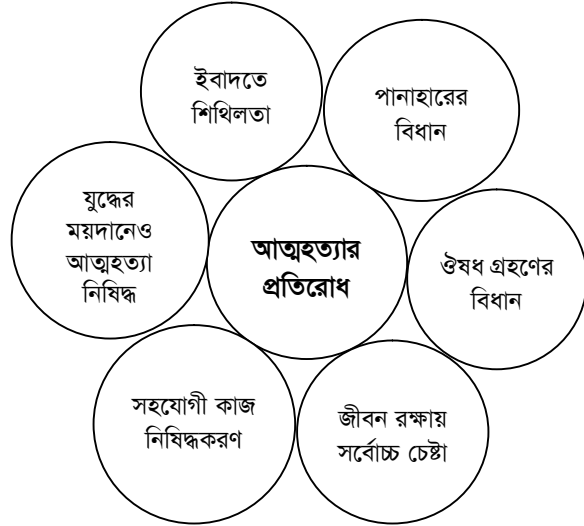 ইবাদতে
শিথিলতা
পানাহারের
বিধান
যুদ্ধের
ময়দানেও
আত্মহত্যা
নিষিদ্ধ
আত্মহত্যার
প্রতিরোধ
ঔষধ গ্রহণের
বিধান
সহযোগী কাজ
নিষিদ্ধকরণ
জীবন রক্ষায়
সর্বোচ্চ চেষ্টা